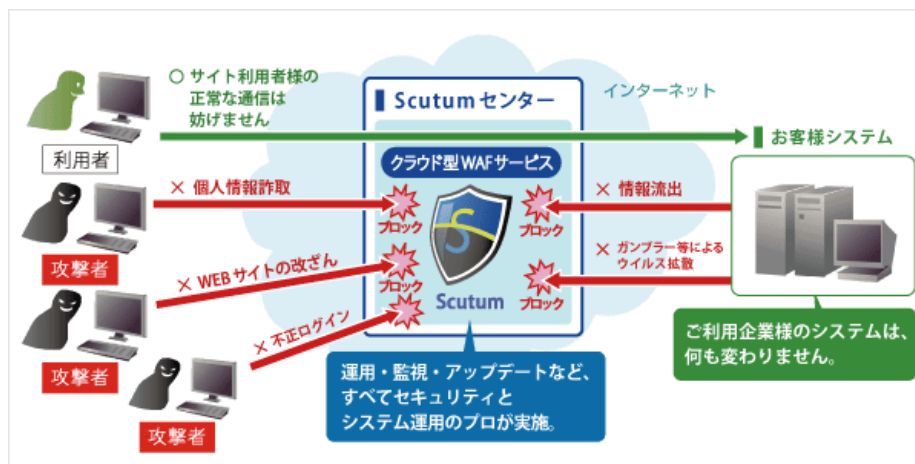 ○ サイト利用者様の
正常な通信は
妨げません
利用者
Scutumセンター
インターネット
お客様システム
クラウド型WAFサービス
× 個人情報詐取
ブロック
ブロック
× 情報流出
攻撃者
× WEBサイトの改ざん
ブロック
ブロック
× ガンブラー等による
ウイルス拡散
Scutum
攻撃者
× 不正ログイン
攻撃者
運用・監視・アップデートなど、
すべてセキュリティと
システム運用のプロが実施。
ご利用企業様のシステムは、
何も変わりません。